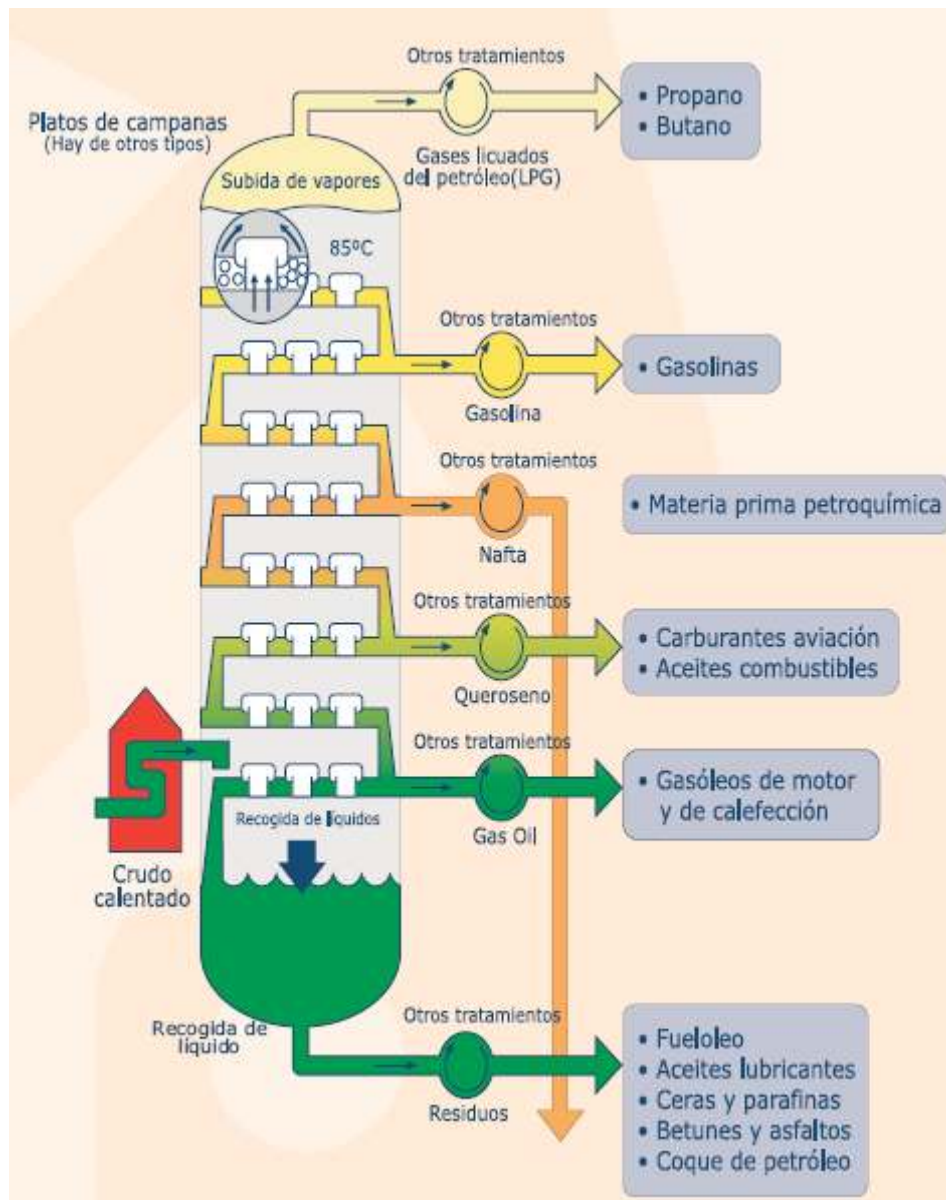 Otros tratamientos
• Propano
• Butano
Platos de campanas
(Hay de otros tipos)
Gases licuados
del petróleo(LPG)
Subida de vapores
85ºC
Otros tratamientos
• Gasolinas
Gasolina
Otros tratamientos
• Materia prima petroquímica
Nafta
Otros tratamientos
• Carburantes aviación
• Aceites combustibles
Queroseno
Otros tratamientos
• Gasóleos de motor
y de calefección
Gas Oil
Recogida de líquidos
Crudo
calentado
Recogida de
líquido
Otros tratamientos
Residuos
• Fueloleo
• Aceites lubricantes
• Ceras y parafinas
• Betunes y asfaltos
• Coque de petróleo